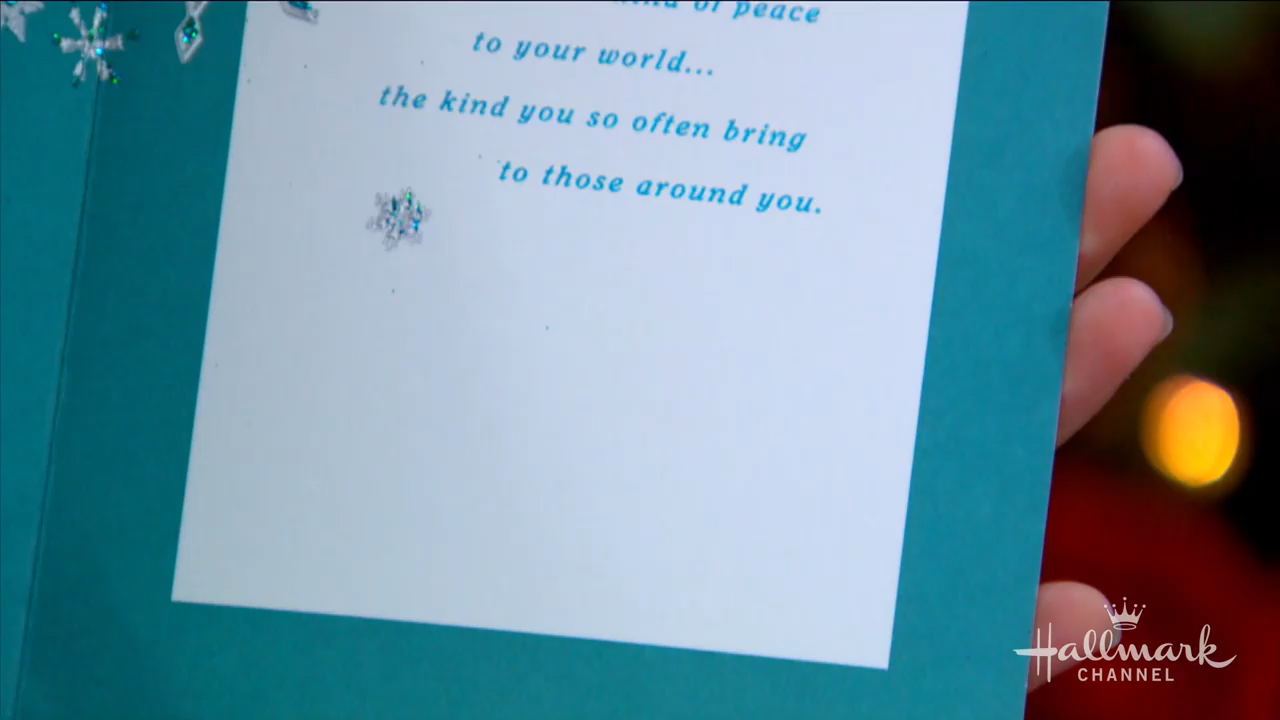 of peace
to your world...
the kind you so often bring
to those around you.
Hallmark
CHANNEL